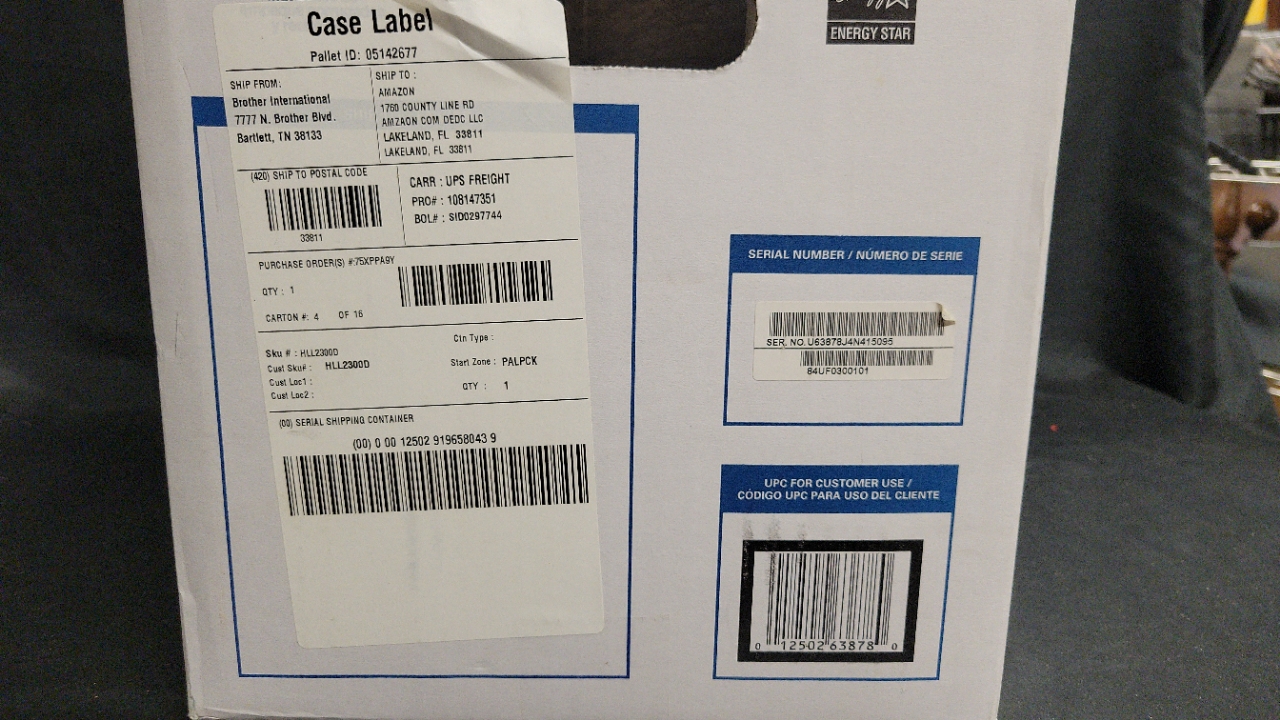 Case Label
Pallet ID: 05142677
SHIP FROM:
Brother International
7777 N. Brother Blvd.
Bartlett, TN 38133
SHIP TO :
AMAZON
1760 COUNTY LINE RD
AMZAON COM DEDC LLC
LAKELAND, FL 33811
LAKELAND, FL 33811
(420) SHIP TO POSTAL CODE
33811
CARR : UPS FREIGHT
PRO# : 108147351
BOL# : SID0297744
PURCHASE ORDER(S) #:75XPPA9Y
QTY : 1
CARTON #: 4 OF 16
Sku # : HLL2300D
Cust Sku# : HLL2300D
Cust Loc1 :
Cust Loc2 :
Ctn Type :
Start Zone : PALPCK
QTY : 1
(00) SERIAL SHIPPING CONTAINER
(00) 0 00 12502 919658043 9
ENERGY STAR
SERIAL NUMBER / NÚMERO DE SERIE
SER. NO. U63878J4N415095
84UF0300101
UPC FOR CUSTOMER USE /
CÓDIGO UPC PARA USO DEL CLIENTE
0 12502 63878 0